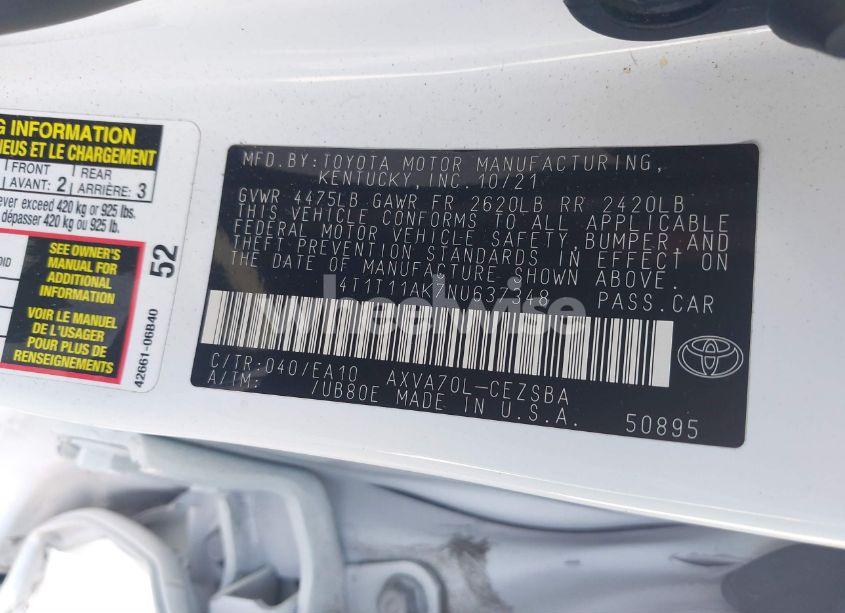 G INFORMATION
NEUS ET LE CHARGEMENT
FRONT
AVANT: 2
REAR
ARRIÈRE: 3
ever exceed 420 kg or 925 lbs.
dépasser 420 kg ou 925 lb.
SEE OWNER'S
MANUAL FOR
ADDITIONAL
INFORMATION
VOIR LE MANUEL
DE L'USAGER
POUR PLUS DE
RENSEIGNEMENTS
52
42661-06B40
MFD.BY:TOYOTA MOTOR MANUFACTURING,
KENTUCKY, INC. 10/21
GVWR 4475LB GAWR FR 2620LB RR 2420LB
THIS VEHICLE CONFORMS TO ALL APPLICABLE
FEDERAL MOTOR VEHICLE SAFETY, BUMPER AND
THEFT PREVENTION STANDARDS IN EFFECT ON
THE DATE OF MANUFACTURE SHOWN ABOVE.
PASS.CAR
wheelwise
C/TR:040/EA10 AXVA70L-CEZSBA
A/TM: /UB80E MADE IN U.S.A.
50895